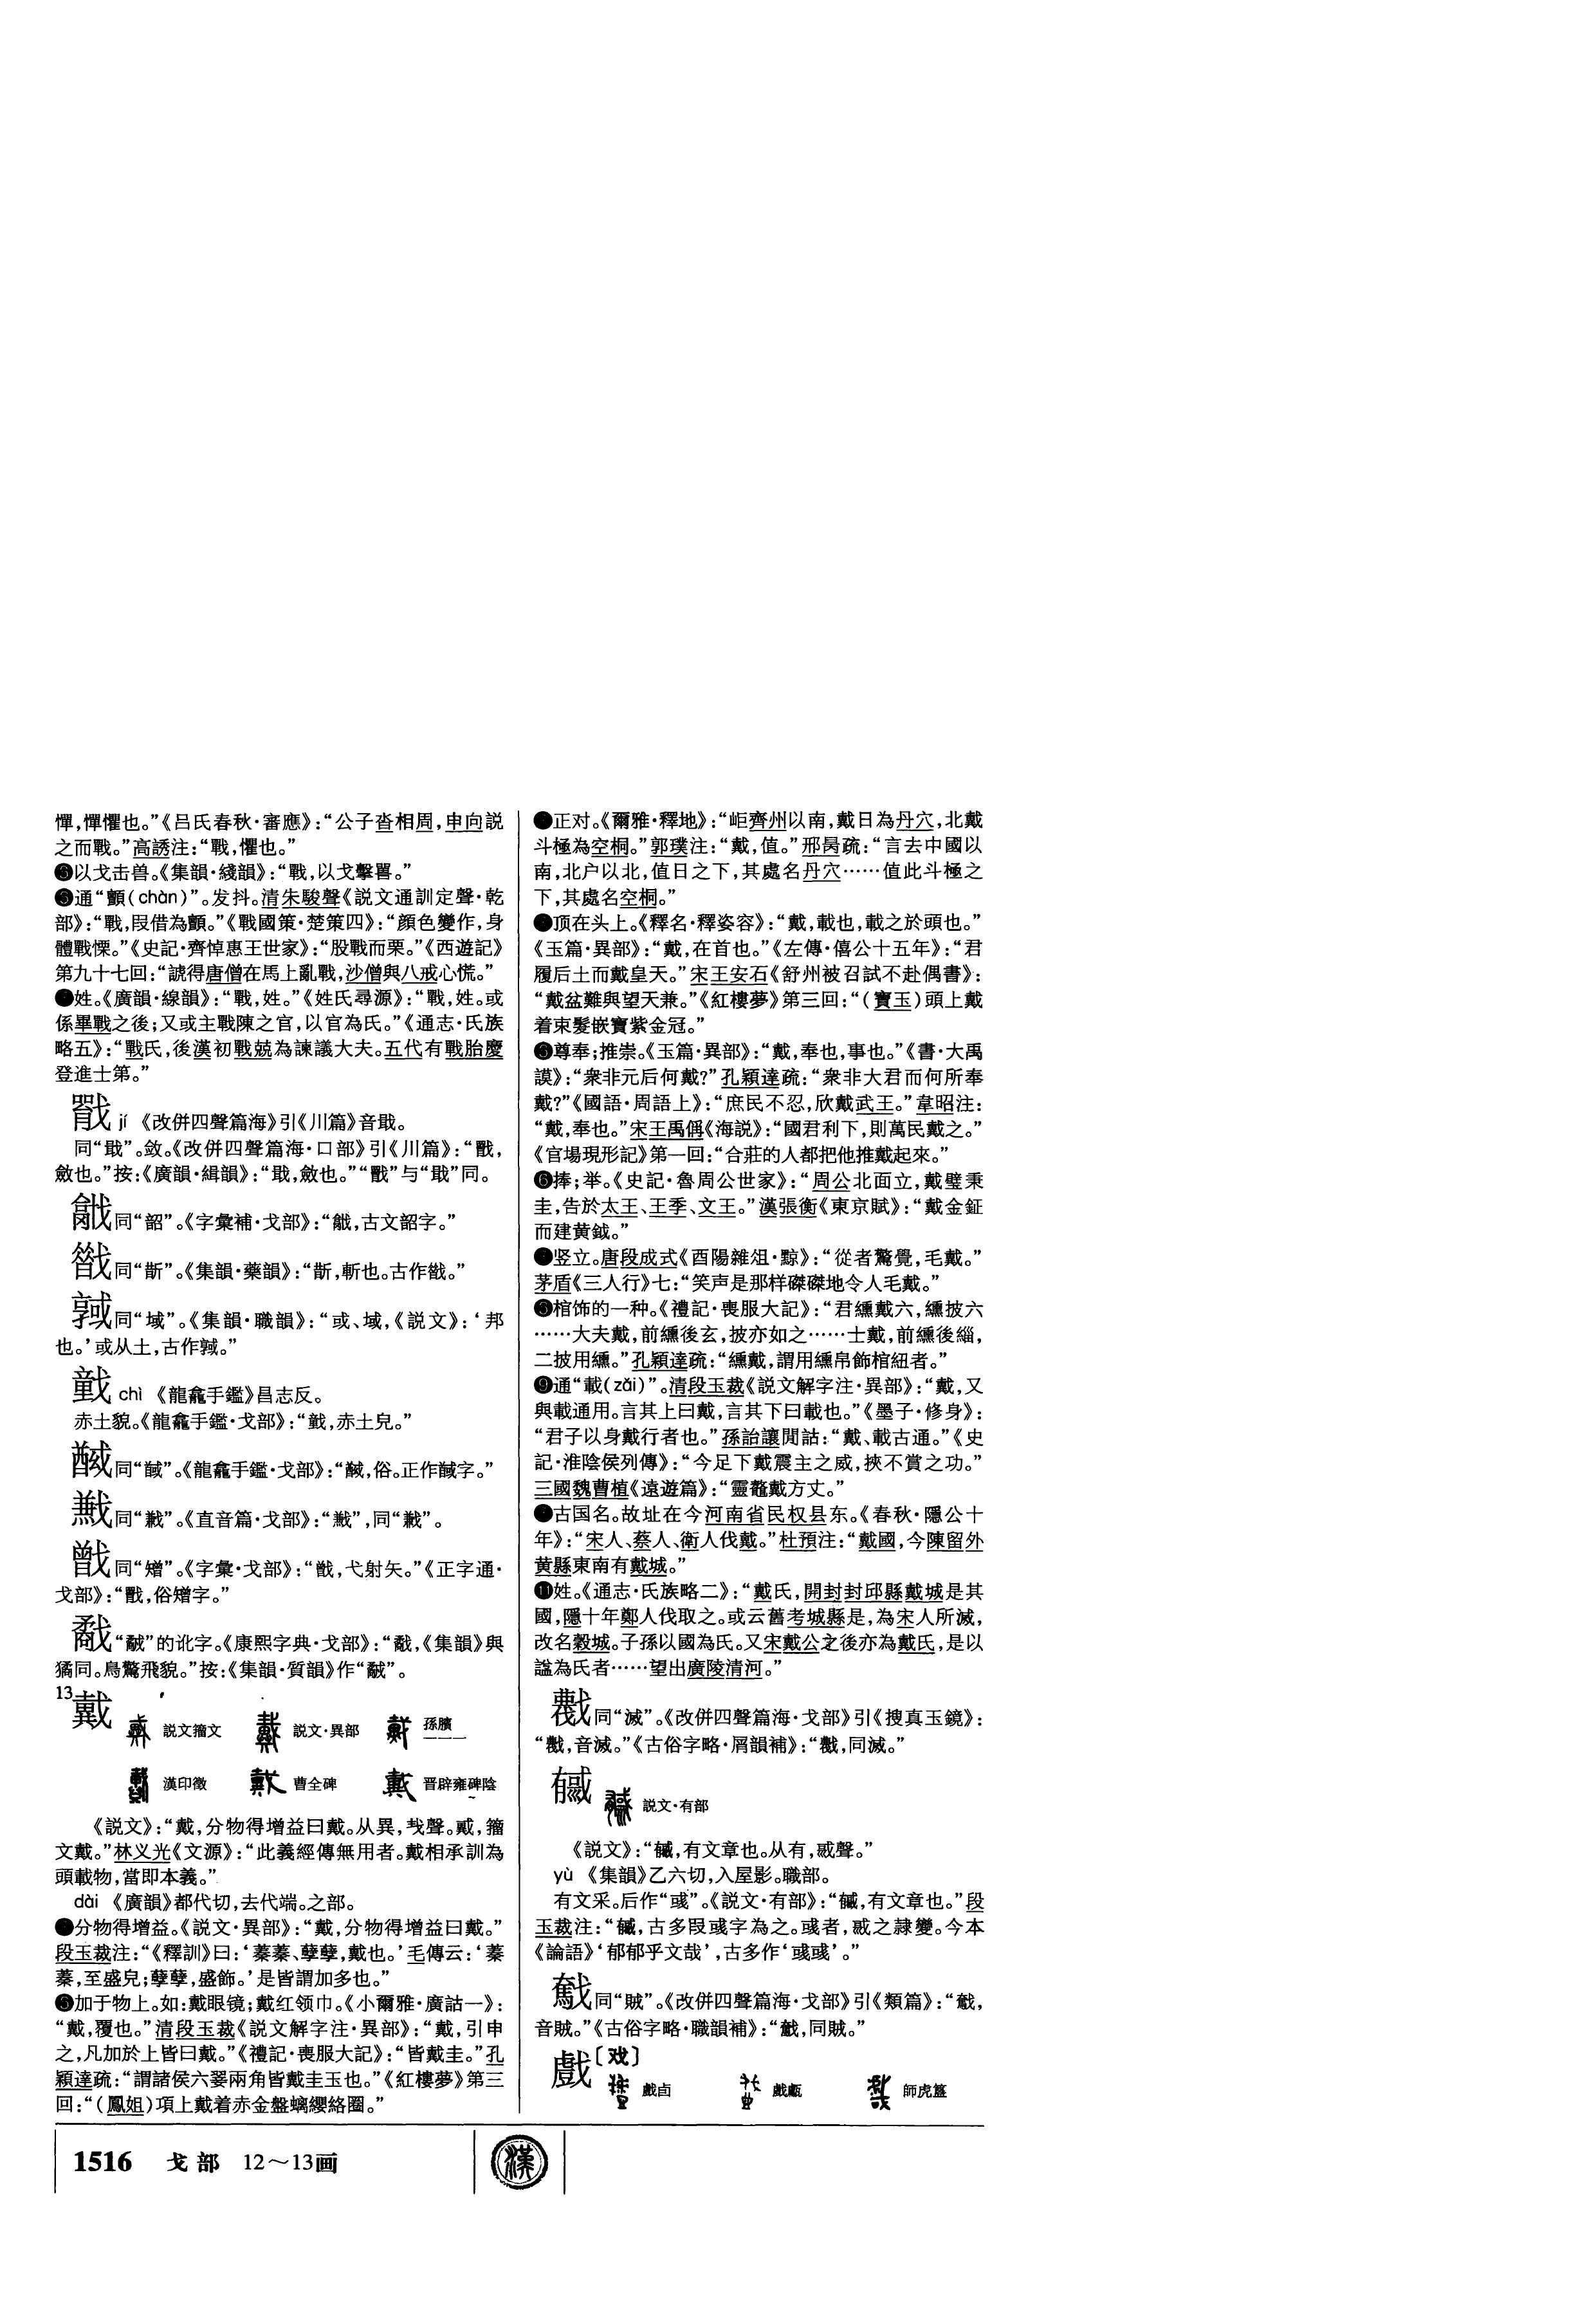 憚，憚懼也。”《吕氏春秋·審應》：“公子沓相周，申向説
之而戰。”高誘注：“戰，懼也。”
以戈击兽。《集韻·綫韻》：“戰，以戈擊嘼。”
通“顫(chàn)”。发抖。清朱駿聲《説文通訓定聲·乾
部》：“戰，叚借為顫。”《戰國策·楚策四》：“顔色變作，身
體戰慄。”《史記·齊悼惠王世家》：“股戰而栗。”《西遊記》
第九十七回：“諕得唐僧在馬上亂戰，沙僧與八戒心慌。”
姓。《廣韻·線韻》：“戰，姓。”《姓氏尋源》：“戰，姓。或
係畢戰之後；又或主戰陳之官，以官為氏。”《通志·氏族
略五》：“戰氏，後漢初戰兢為諫議大夫。五代有戰胎慶
登進士第。”
jí 《改併四聲篇海》引《川篇》音戢。
同“戢”。敛。《改併四聲篇海·口部》引《川篇》：“
斂也。”按：《廣韻·緝韻》：“戢，斂也。”“”与“戢”同。
同“韶”。《字彙補·戈部》：“，古文韶字。”
同“斮”。《集韻·藥韻》：“斮，斬也。古作。”
同“域”。《集韻·職韻》：“或、域，《説文》：‘邦
也。’或从土，古作。”
chì 《龍龕手鑑》昌志反。
赤土貌。《龍龕手鑑·戈部》：“，赤土皃。”
同“馘”。《龍龕手鑑·戈部》：“，俗。正作馘字。”
同“”。《直音篇·戈部》：“”，同“”。
同“矰”。《字彙·戈部》：“，弋射矢。”《正字通·
戈部》：“，俗矰字。”
“”的讹字。《康熙字典·戈部》：“，《集韻》與
獝同。鳥驚飛貌。”按：《集韻·質韻》作“”。
13
戴 説文籀文 説文·異部 孫臏
漢印徵 曹全碑 晋辟雍碑陰
《説文》：“戴，分物得增益曰戴。从異，𢦏聲。，籀
文戴。”林义光《文源》：“此義經傳無用者。戴相承訓為
頭載物，當即本義。”
dài 《廣韻》都代切，去代端。之部。
分物得增益。《説文·異部》：“戴，分物得增益曰戴。”
段玉裁注：“《釋訓》曰：‘蓁蓁、孽孽，戴也。’毛傳云：‘蓁
蓁，至盛皃；孽孽，盛飾。’是皆謂加多也。”
加于物上。如：戴眼镜；戴红领巾。《小爾雅·廣詁一》：
“戴，覆也。”清段玉裁《説文解字注·異部》：“戴，引申
之，凡加於上皆曰戴。”《禮記·喪服大記》：“皆戴圭。”孔
穎達疏：“謂諸侯六翣兩角皆戴圭玉也。”《紅樓夢》第三
回：“（鳳姐）項上戴着赤金盤螭纓絡圈。”
正对。《爾雅·釋地》：“岠齊州以南，戴日為丹穴，北戴
斗極為空桐。”郭璞注：“戴，值。”邢昺疏：“言去中國以
南，北户以北，值日之下，其處名丹穴……值此斗極之
下，其處名空桐。”
顶在头上。《釋名·釋姿容》：“戴，載也，載之於頭也。”
《玉篇·異部》：“戴，在首也。”《左傳·僖公十五年》：“君
履后土而戴皇天。”宋王安石《舒州被召試不赴偶書》：
“戴盆難與望天兼。”《紅樓夢》第三回：“（寶玉）頭上戴
着束髮嵌寶紫金冠。”
尊奉；推崇。《玉篇·異部》：“戴，奉也，事也。”《書·大禹
謨》：“衆非元后何戴？”孔穎達疏：“衆非大君而何所奉
戴？”《國語·周語上》：“庶民不忍，欣戴武王。”韋昭注：
“戴，奉也。”宋王禹偁《海説》：“國君利下，則萬民戴之。”
《官場現形記》第一回：“合莊的人都把他推戴起來。”
❻捧；举。《史記·魯周公世家》：“周公北面立，戴璧秉
圭，告於太王、王季、文王。”漢張衡《東京賦》：“戴金鉦
而建黄鉞。”
竖立。唐段成式《酉陽雜俎·黥》：“從者驚覺，毛戴。”
茅盾《三人行》七：“笑声是那样磔磔地令人毛戴。”
棺饰的一种。《禮記·喪服大記》：“君纁戴六，纁披六
……大夫戴，前纁後玄，披亦如之……士戴，前纁後緇，
二披用纁。”孔穎達疏：“纁戴，謂用纁帛飾棺紐者。”
❾通“載(zǎi)”。清段玉裁《説文解字注·異部》：“戴，又
與載通用。言其上曰戴，言其下曰載也。”《墨子·修身》：
“君子以身戴行者也。”孫詒讓閒詁：“戴、載古通。”《史
記·淮陰侯列傳》：“今足下戴震主之威，挾不賞之功。”
三國魏曹植《遠遊篇》：“靈鼇戴方丈。”
古国名。故址在今河南省民权县东。《春秋·隱公十
年》：“宋人、蔡人、衛人伐戴。”杜預注：“戴國，今陳留外
黄縣東南有戴城。”
⓫姓。《通志·氏族略二》：“戴氏，開封封邱縣戴城是其
國，隱十年鄭人伐取之。或云舊考城縣是，為宋人所滅，
改名穀城。子孫以國為氏。又宋戴公之後亦為戴氏，是以
諡為氏者……望出廣陵清河。”
同“滅”。《改併四聲篇海·戈部》引《搜真玉鏡》：
“，音滅。”《古俗字略·屑韻補》：“，同滅。”
䤋 説文·有部
《説文》：“，有文章也。从有，聲。”
yù 《集韻》乙六切，入屋影。職部。
有文采。后作“彧”。《説文·有部》：“，有文章也。”段
玉裁注：“，古多叚彧字為之。彧者，之隷變。今本
《論語》‘郁郁乎文哉’，古多作‘彧彧’。”
同“賊”。《改併四聲篇海·戈部》引《類篇》：“，
音賊。”《古俗字略·職韻補》：“，同賊。”
戲〔戏〕 戲卣 戲甗 師虎簋
1516 戈部 12～13画 漢